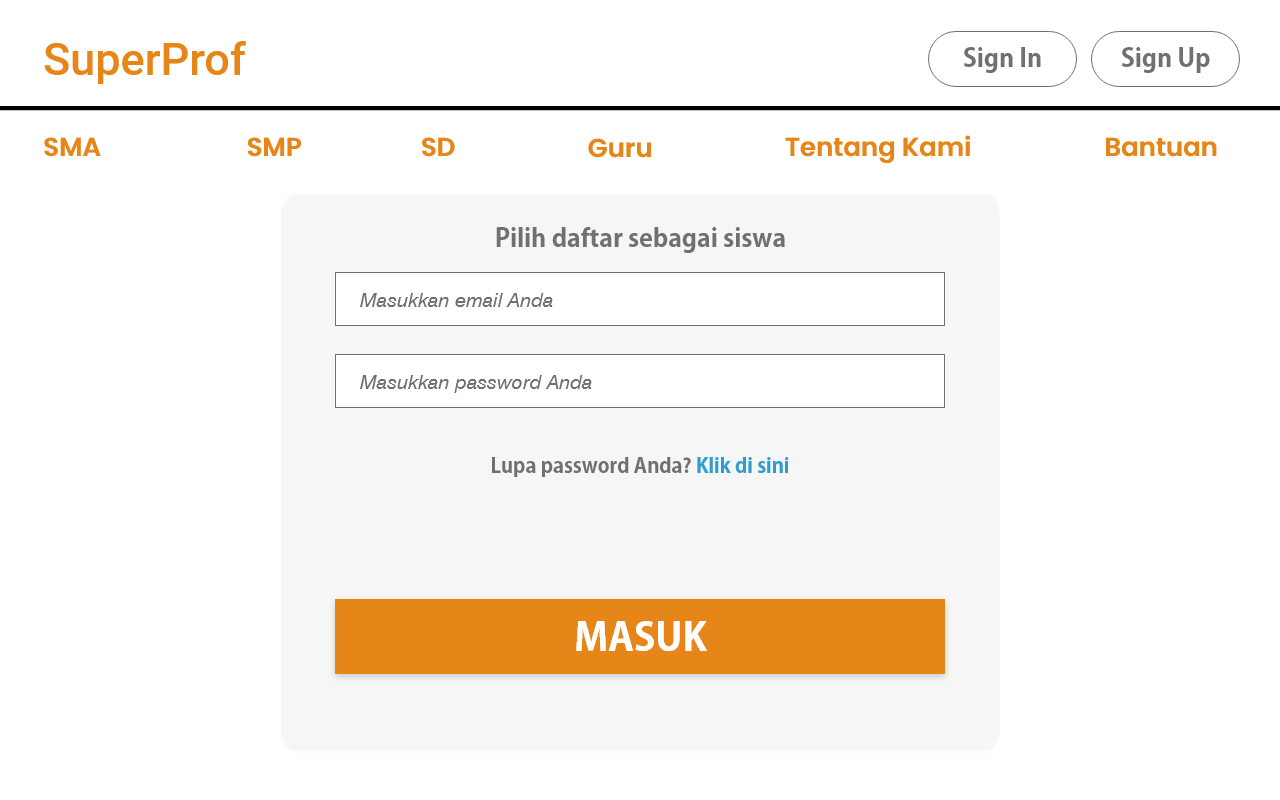 SuperProf
Sign In
Sign Up
SMA
SMP
SD
Guru
Tentang Kami
Bantuan
Pilih daftar sebagai siswa
Masukkan email Anda
Masukkan password Anda
Lupa password Anda? Klik di sini
MASUK